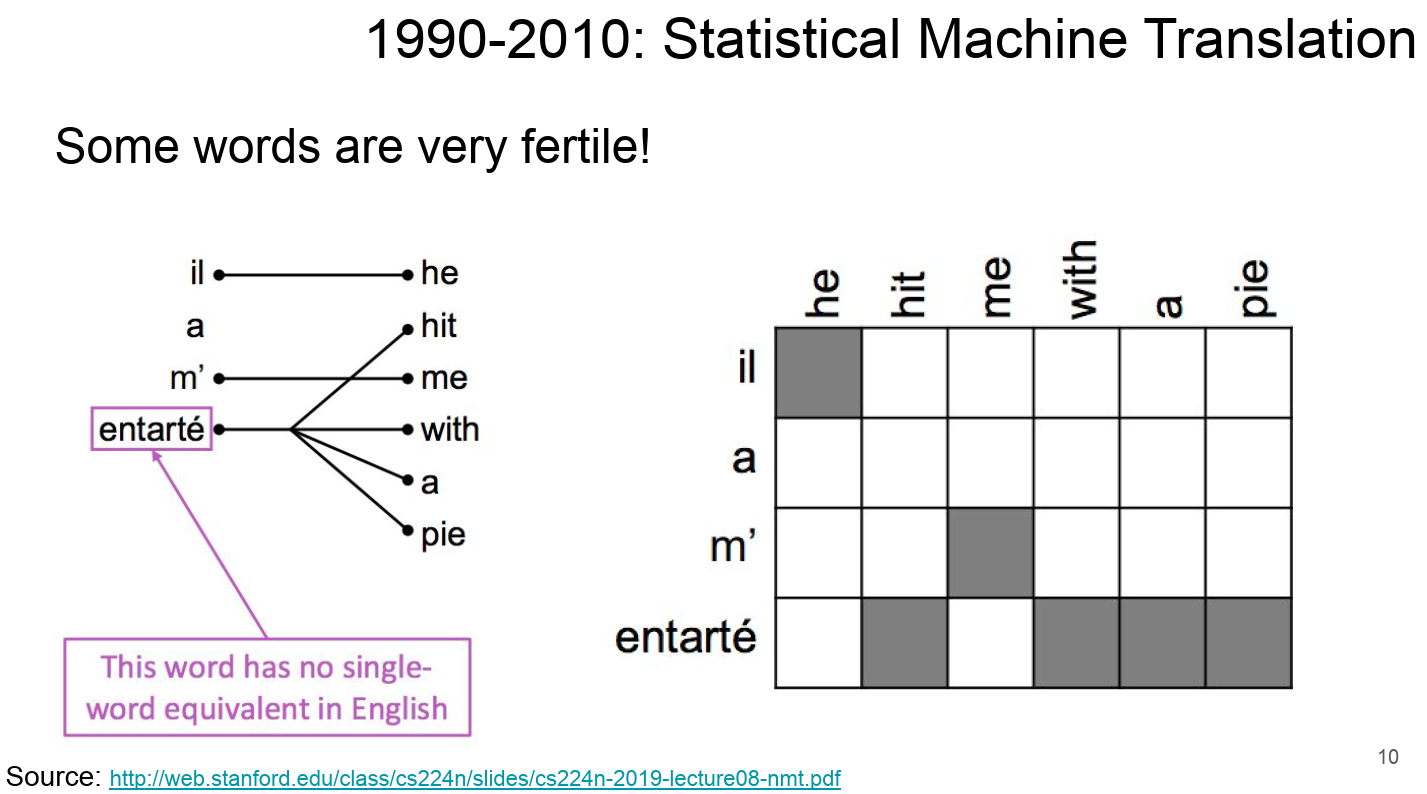 1990-2010: Statistical Machine Translation
Some words are very fertile!
il he
a hit
m’ me
entarté with
a
pie
This word has no single-
word equivalent in English
he hit me with a pie
il
a
m’
entarté
Source: http://web.stanford.edu/class/cs224n/slides/cs224n-2019-lecture08-nmt.pdf
10